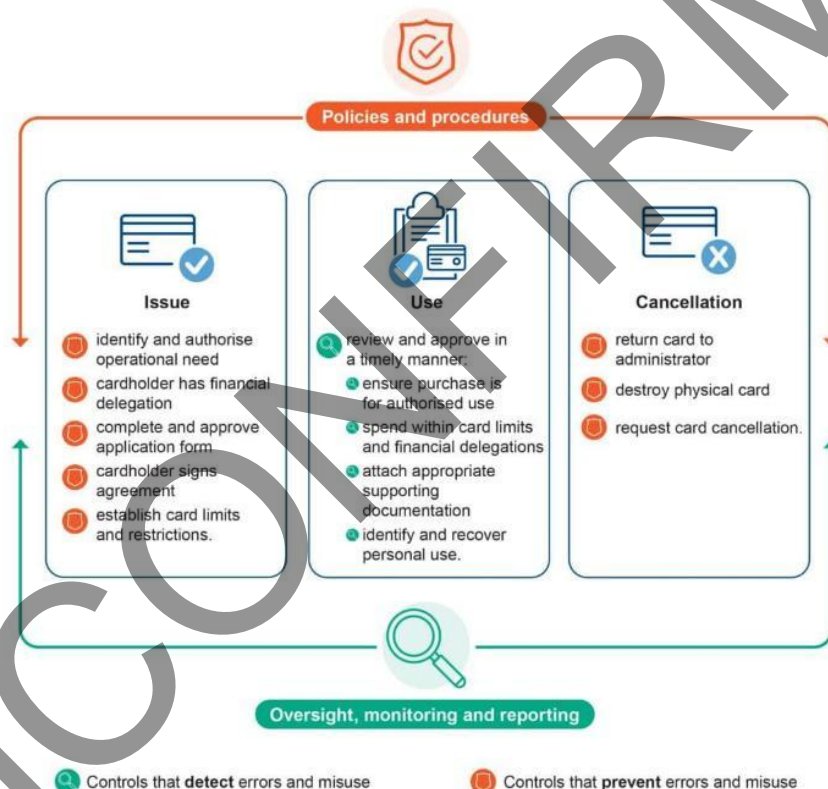 Policies and procedures
Issue
identify and authorise
operational need
cardholder has financial
delegation
complete and approve
application form
cardholder signs
agreement
establish card limits
and restrictions.
Use
review and approve in
a timely manner:
ensure purchase is
for authorised use
spend within card limits
and financial delegations
attach appropriate
supporting
documentation
identify and recover
personal use.
Cancellation
return card to
administrator
destroy physical card
request card cancellation.
Oversight, monitoring and reporting
Controls that detect errors and misuse
Controls that prevent errors and misuse